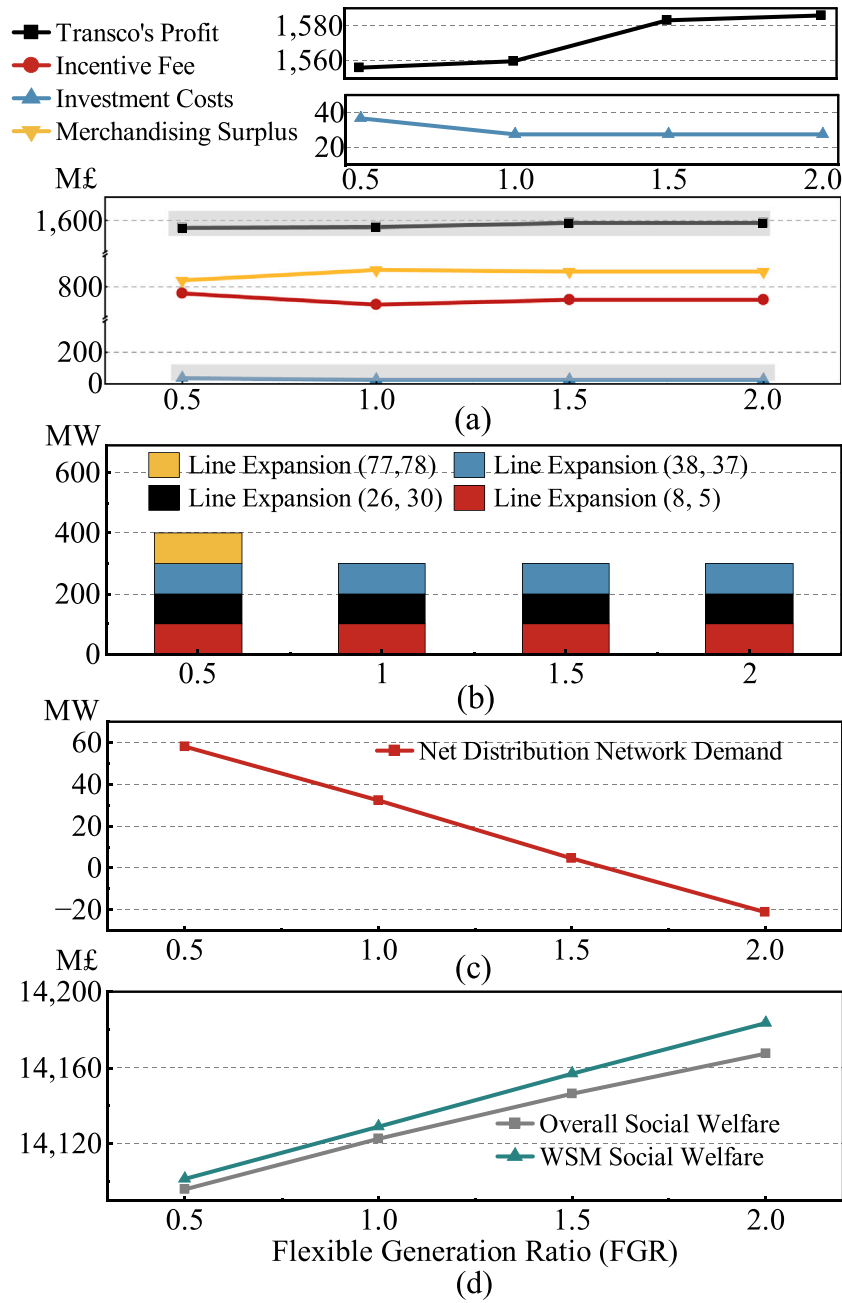 Transco's Profit
Incentive Fee
Investment Costs
Merchandising Surplus
1,580
1,560
40
20
0.5 1.0 1.5 2.0
M£
1,600
800
200
0
0.5 1.0 1.5 2.0
(a)
MW
600
400
200
0
Line Expansion (77,78) Line Expansion (38, 37)
Line Expansion (26, 30) Line Expansion (8, 5)
0.5 1 1.5 2
(b)
MW
60
40
20
0
−20
Net Distribution Network Demand
0.5 1.0 1.5 2.0
(c)
M£
14,200
14,160
14,120
Overall Social Welfare
WSM Social Welfare
0.5 1.0 1.5 2.0
Flexible Generation Ratio (FGR)
(d)